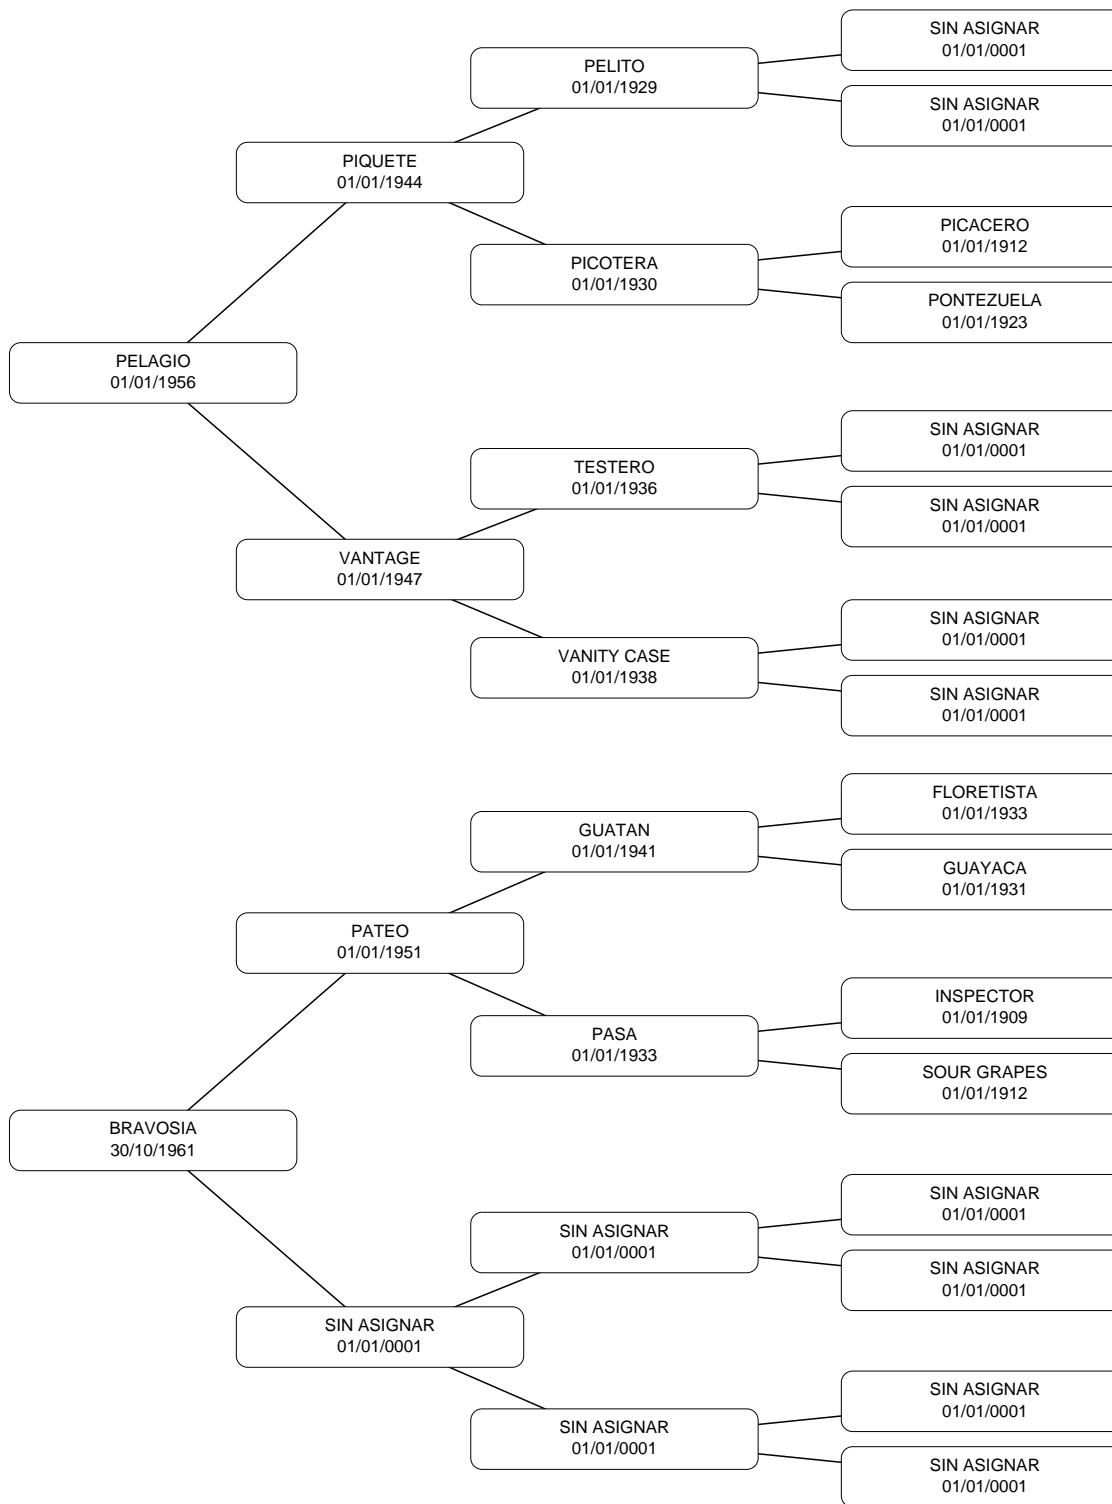 SIN ASIGNAR
01/01/0001
PELITO
01/01/1929
SIN ASIGNAR
01/01/0001
PIQUETE
01/01/1944
PICACERO
01/01/1912
PICOTERA
01/01/1930
PONTEZUELA
01/01/1923
PELAGIO
01/01/1956
SIN ASIGNAR
01/01/0001
TESTERO
01/01/1936
SIN ASIGNAR
01/01/0001
VANTAGE
01/01/1947
SIN ASIGNAR
01/01/0001
VANITY CASE
01/01/1938
SIN ASIGNAR
01/01/0001
FLORETISTA
01/01/1933
GUATAN
01/01/1941
GUAYACA
01/01/1931
PATEO
01/01/1951
INSPECTOR
01/01/1909
PASA
01/01/1933
SOUR GRAPES
01/01/1912
BRAVOSIA
30/10/1961
SIN ASIGNAR
01/01/0001
SIN ASIGNAR
01/01/0001
SIN ASIGNAR
01/01/0001
SIN ASIGNAR
01/01/0001
SIN ASIGNAR
01/01/0001
SIN ASIGNAR
01/01/0001
SIN ASIGNAR
01/01/0001